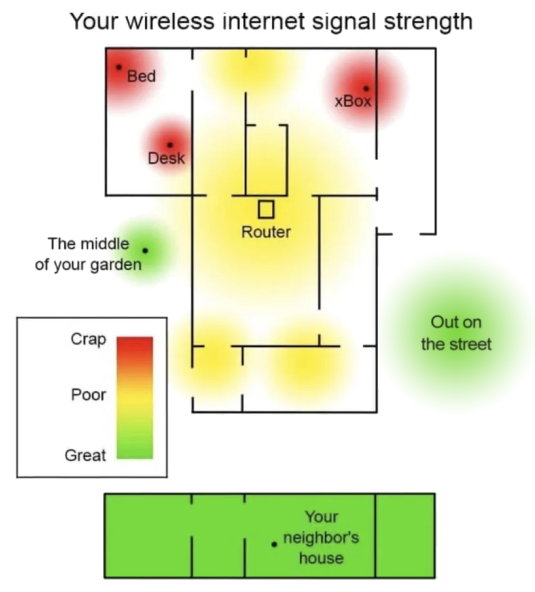 Your wireless internet signal strength
Bed
xBox
Desk
Router
The middle
of your garden
Out on
the street
Crap
Poor
Great
Your
neighbor's
house